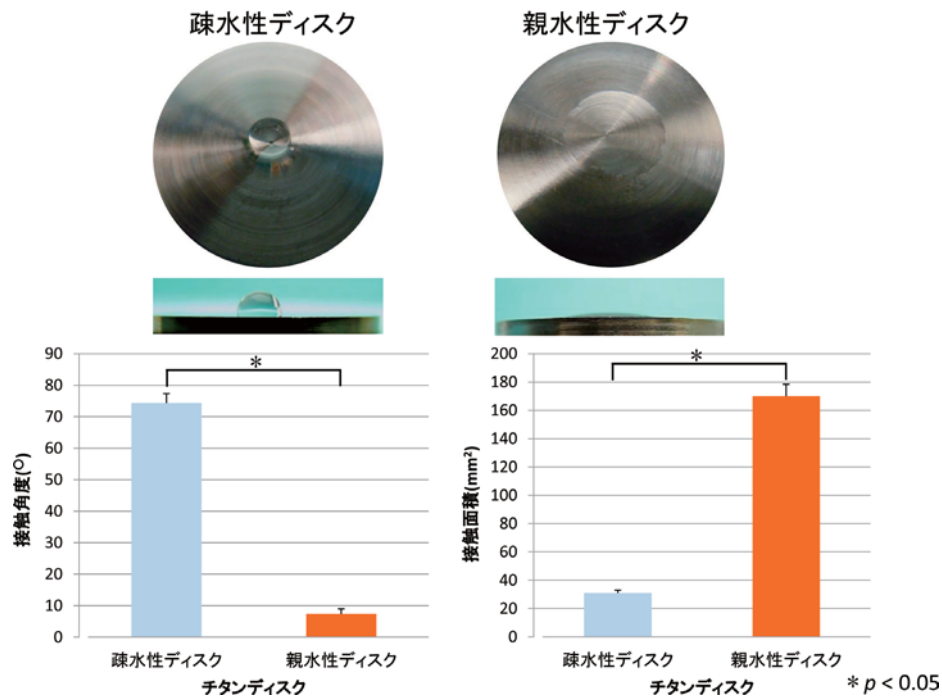 疎水性ディスク
親水性ディスク
90
80
70
60
50
40
30
20
10
0
接触角度(O)
*
疎水性ディスク
親水性ディスク
チタンディスク
200
180
160
140
120
100
80
60
40
20
0
接触面積(mm²)
*
疎水性ディスク
親水性ディスク
チタンディスク
* p < 0.05